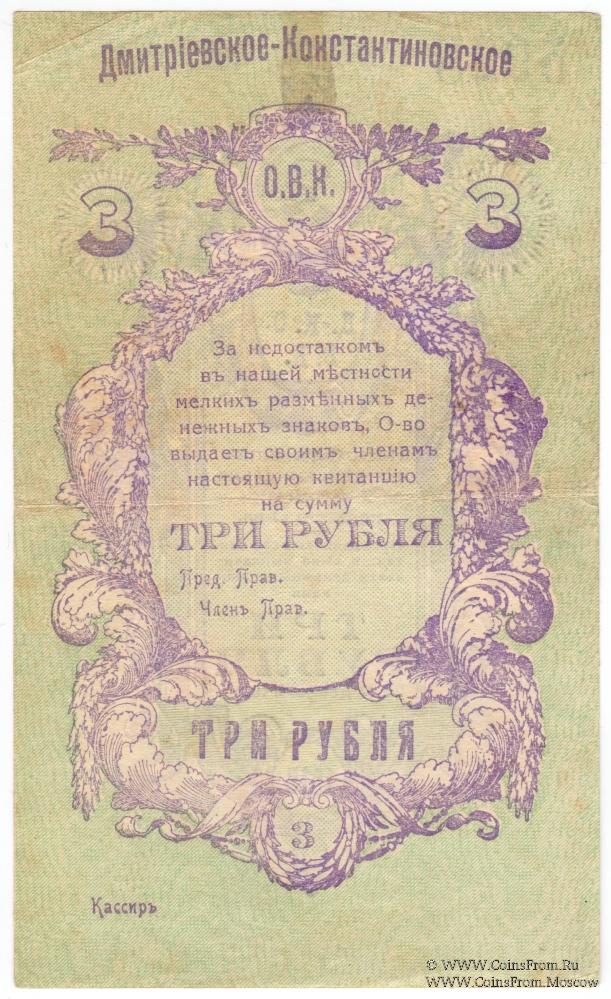 Дмитріевское-Константиновское
О.В.К.
3 3
За недостаткомъ
въ нашей мѣстности
мелкихъ размѣнныхъ де-
нежныхъ знаковъ, О-во
выдаетъ своимъ членамъ
настоящую квитанцію
на сумму
ТРИ РУБЛЯ
Пред. Прав.
Членъ Прав.
ТРИ РУБЛЯ
3
Кассиръ
© WWW.CoinsFrom.Ru
www.CoinsFrom.Moscow